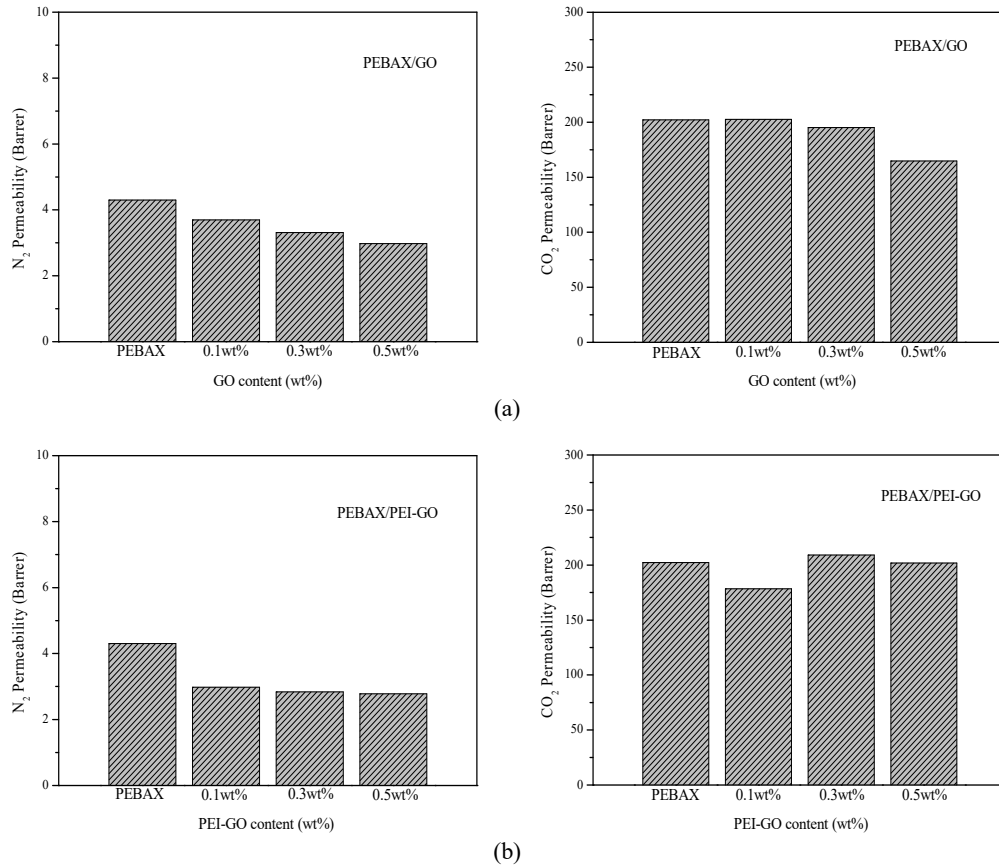 10
8
6
4
2
0
N₂ Permeability (Barrer)
PEBAX/GO
PEBAX 0.1wt% 0.3wt% 0.5wt%
GO content (wt%)
300
250
200
150
100
50
0
CO₂ Permeability (Barrer)
PEBAX/GO
PEBAX 0.1wt% 0.3wt% 0.5wt%
GO content (wt%)
(a)
10
8
6
4
2
0
N₂ Permeability (Barrer)
PEBAX/PEI-GO
PEBAX 0.1wt% 0.3wt% 0.5wt%
PEI-GO content (wt%)
300
250
200
150
100
50
0
CO₂ Permeability (Barrer)
PEBAX/PEI-GO
PEBAX 0.1wt% 0.3wt% 0.5wt%
PEI-GO content (wt%)
(b)